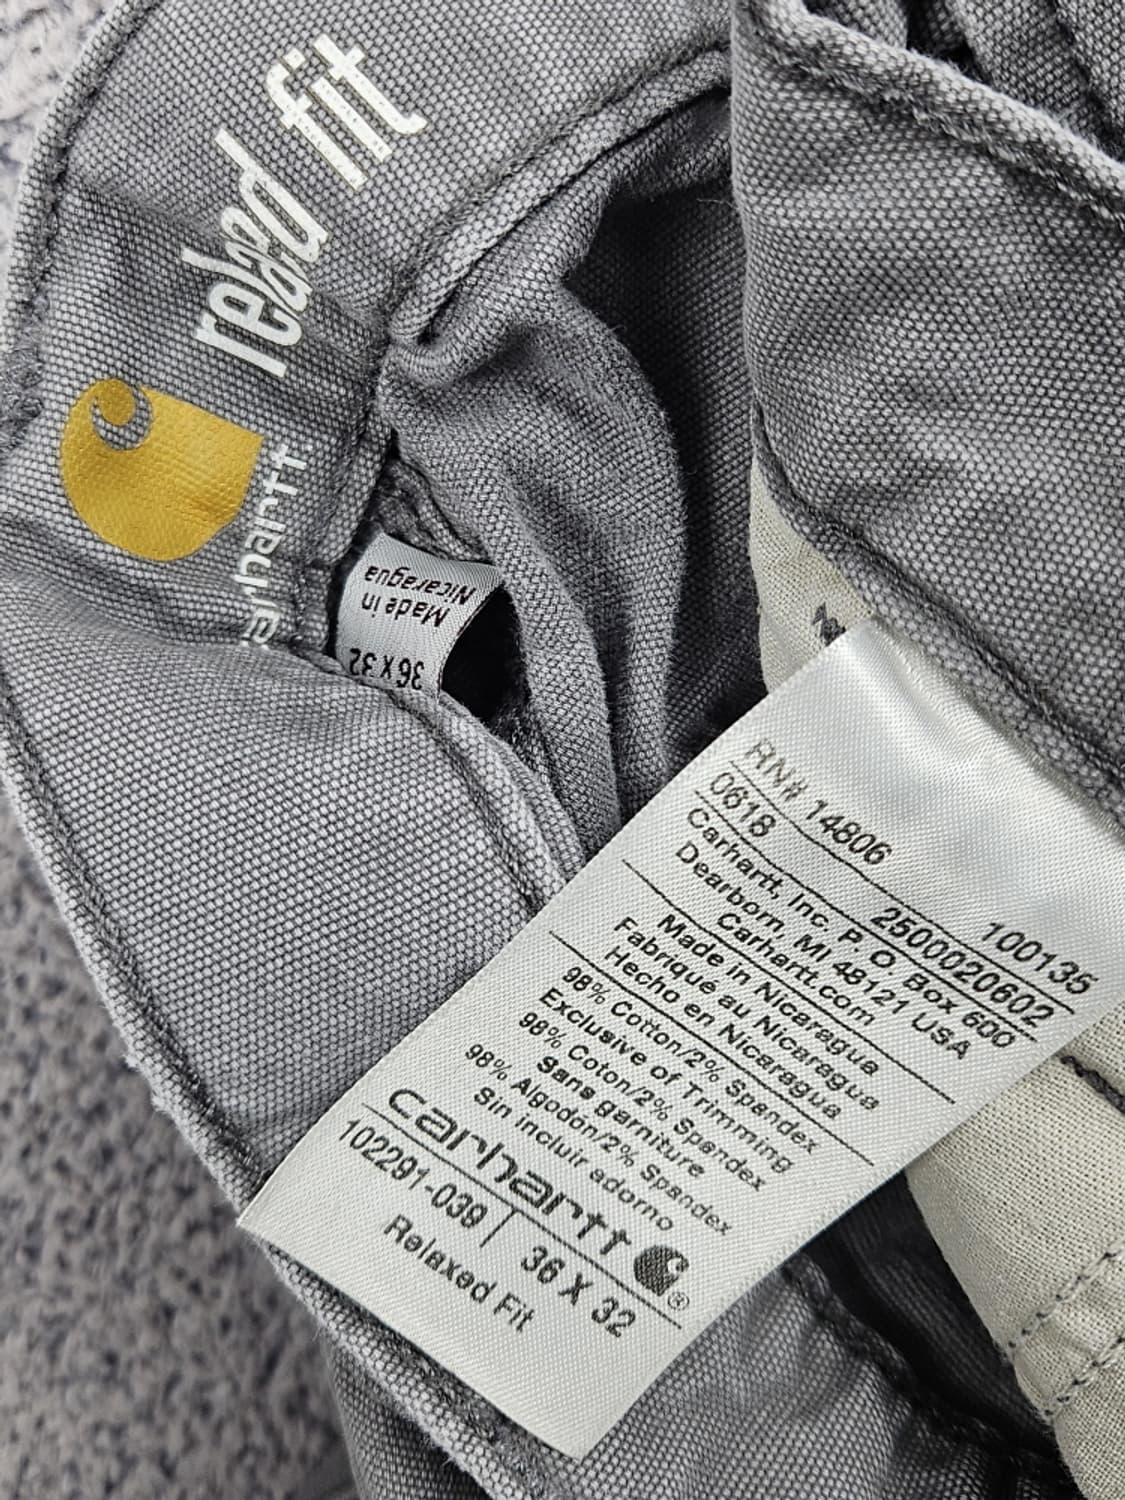 relaxed fit
carhartt
Made in
Nicaragua
36 x 32
RN# 14806
100135
0618
2500020602
Carhartt, Inc. P. O. Box 600
Dearborn, MI 48121 USA
Carhartt.com
Made in Nicaragua
Fabriqué au Nicaragua
Hecho en Nicaragua
98% Cotton/2% Spandex
Exclusive of Trimming
98% Coton/2% Spandex
Sans garniture
98% Algodón/2% Spandex
Sin incluir adorno
carhartt ®
102291-039 | 36 X 32
Relaxed Fit